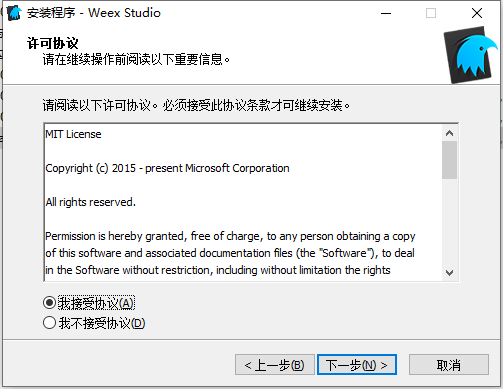 安装程序 - Weex Studio
许可协议
请在继续操作前阅读以下重要信息。
请阅读以下许可协议。必须接受此协议条款才可继续安装。
MIT License
Copyright (c) 2015 - present Microsoft Corporation
All rights reserved.
Permission is hereby granted, free of charge, to any person obtaining a copy
of this software and associated documentation files (the "Software"), to deal
in the Software without restriction, including without limitation the rights
我接受协议(A)
我不接受协议(D)
< 上一步(B) 下一步(N) > 取消